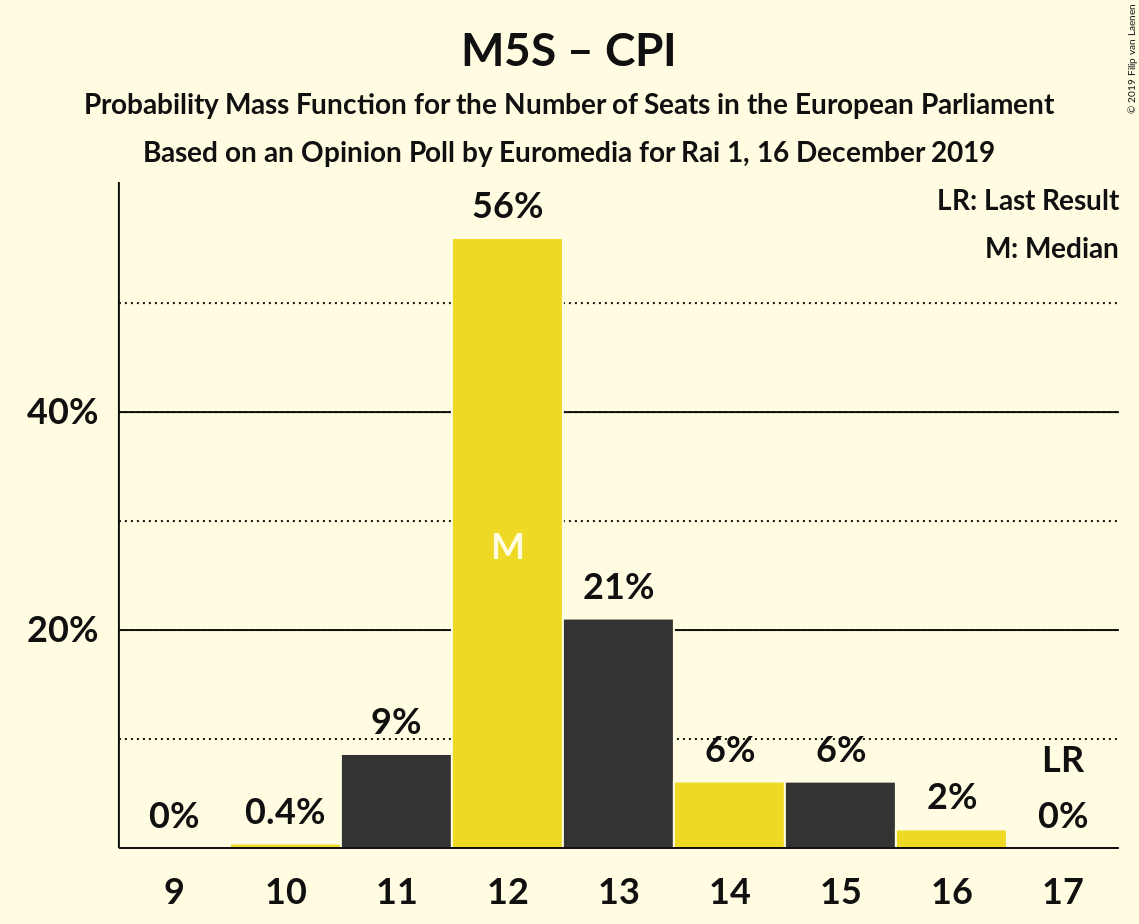 M5S – CPI
Probability Mass Function for the Number of Seats in the European Parliament
Based on an Opinion Poll by Euromedia for Rai 1, 16 December 2019
© 2019 Filip van Laenen
LR: Last Result
M: Median
56%
40%
M
21%
20%
9%
6%
6%
LR
0%
0.4%
2%
0%
9 10 11 12 13 14 15 16 17